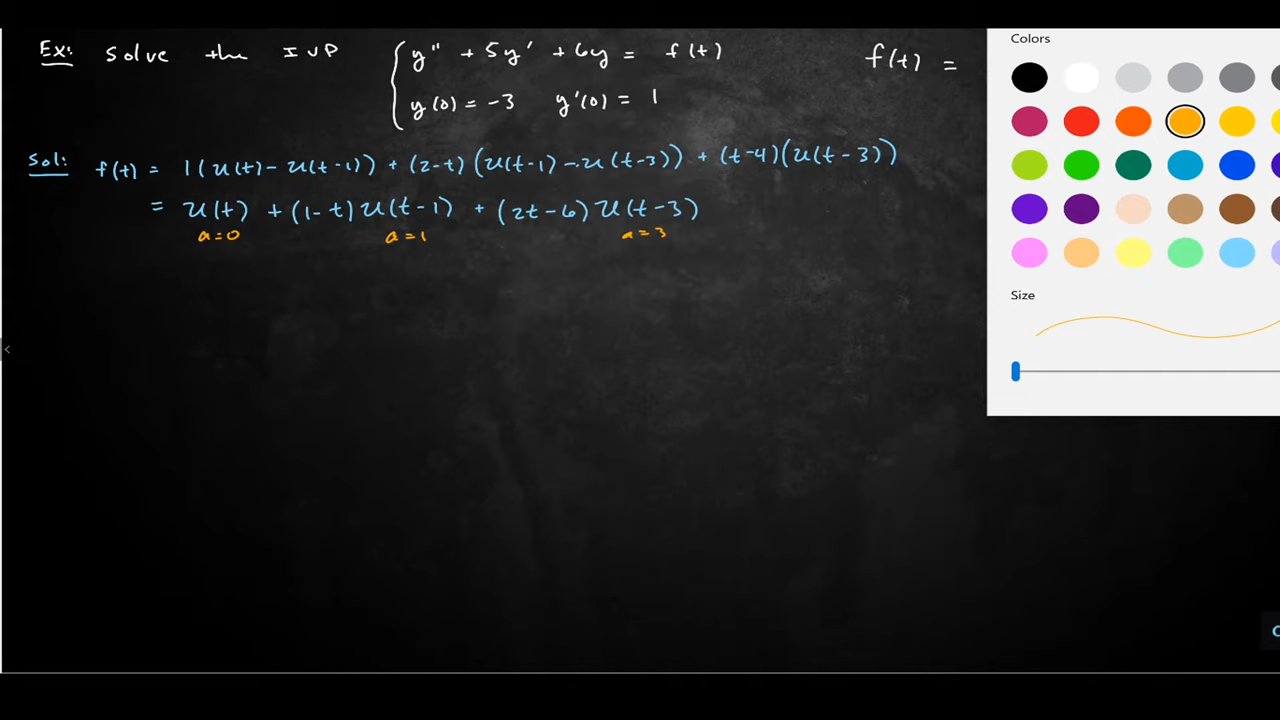 Ex: Solve the IVP { y" + 5y' + 6y = f(t) f(t) =
y(0) = -3 y'(0) = 1
Sol: f(t) = 1(u(t) - u(t-1)) + (2-t)(u(t-1) - u(t-3)) + (t-4)(u(t-3))
= u(t) + (1-t)u(t-1) + (2t-6)u(t-3)
a=0 a=1 a=3
Colors
Size